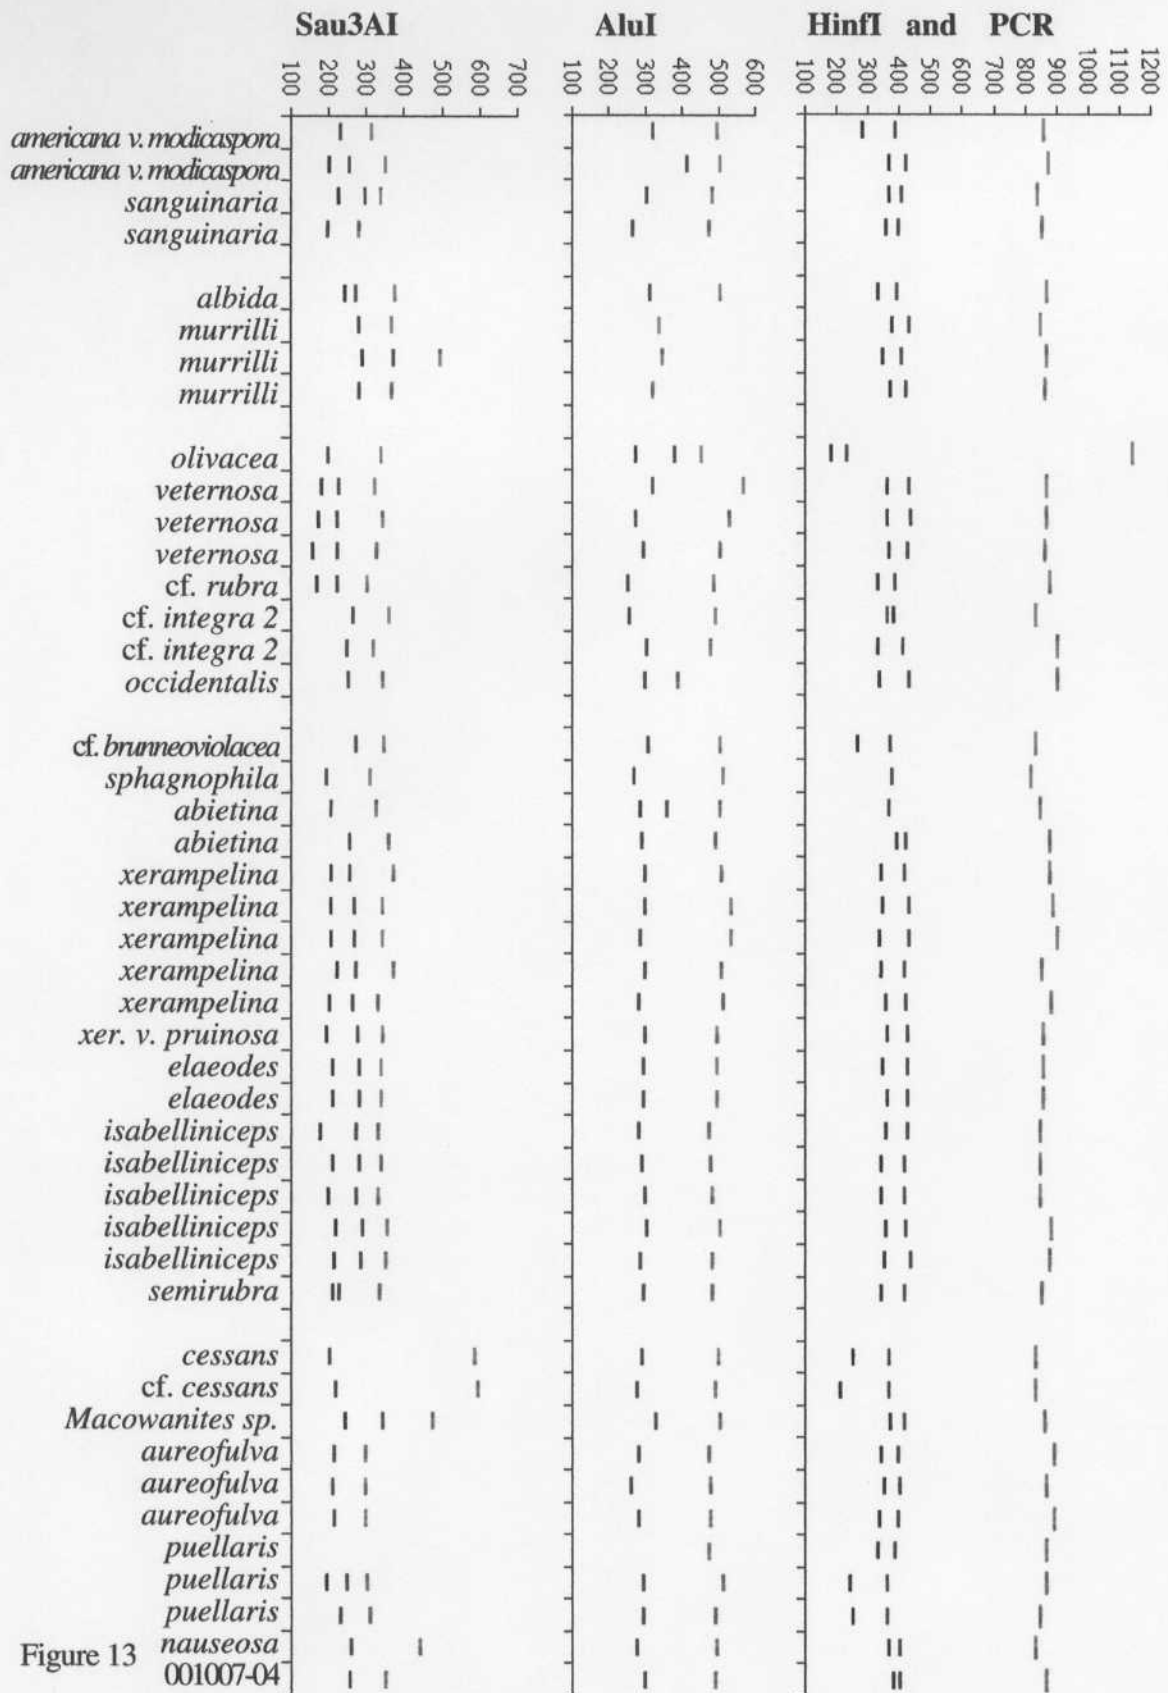 Sau3AI AluI HinfI and PCR
100 200 300 400 500 600 700 100 200 300 400 500 600 100 200 300 400 500 600 700 800 900 1000 1100 1200
americana v. modicaspora
americana v. modicaspora
sanguinaria
sanguinaria
albida
murrilli
murrilli
murrilli
olivacea
veternosa
veternosa
veternosa
cf. rubra
cf. integra 2
cf. integra 2
occidentalis
cf. brunneoviolacea
sphagnophila
abietina
abietina
xerampelina
xerampelina
xerampelina
xerampelina
xerampelina
xer. v. pruinosa
elaeodes
elaeodes
isabelliniceps
isabelliniceps
isabelliniceps
isabelliniceps
isabelliniceps
semirubra
cessans
cf. cessans
Macowanites sp.
aureofulva
aureofulva
aureofulva
puellaris
puellaris
puellaris
nauseosa
Figure 13 001007-04